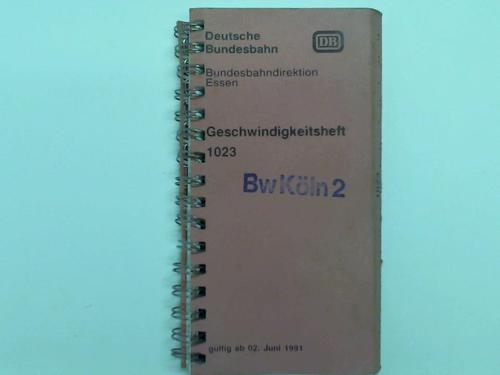 Deutsche
Bundesbahn
DB
Bundesbahndirektion
Essen
Geschwindigkeitsheft
1023
Bw Köln 2
gültig ab 02. Juni 1991